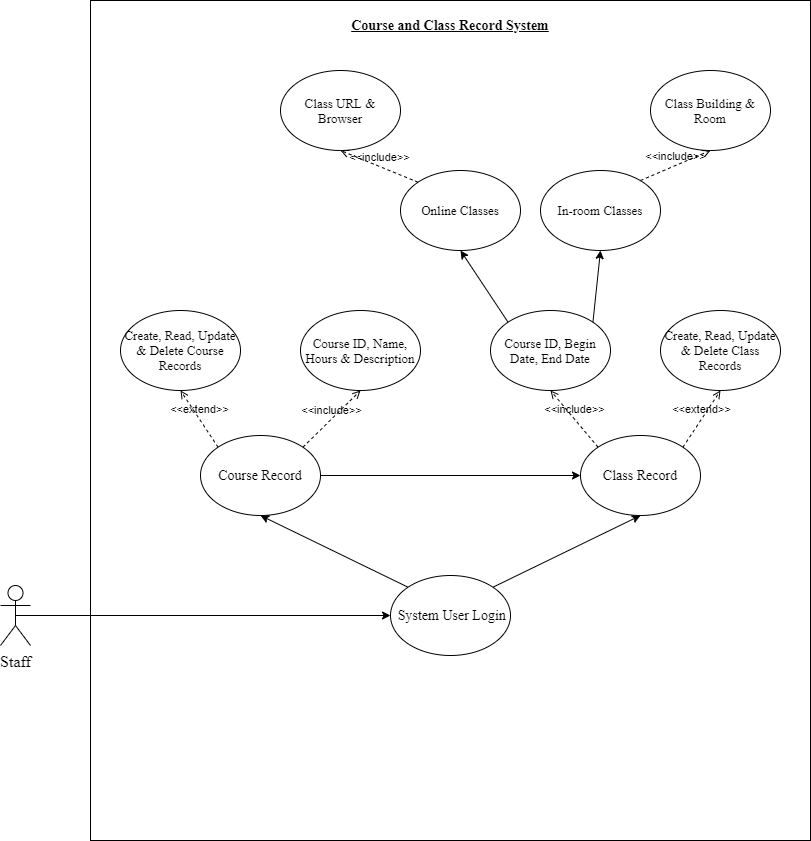 Course and Class Record System
Class URL &
Browser
Class Building &
Room
<<include>>
<<include>>
Online Classes
In-room Classes
Create, Read, Update
& Delete Course
Records
Course ID, Name,
Hours & Description
Course ID, Begin
Date, End Date
Create, Read, Update
& Delete Class
Records
<<extend>>
<<include>>
<<include>>
<<extend>>
Course Record
Class Record
System User Login
Staff